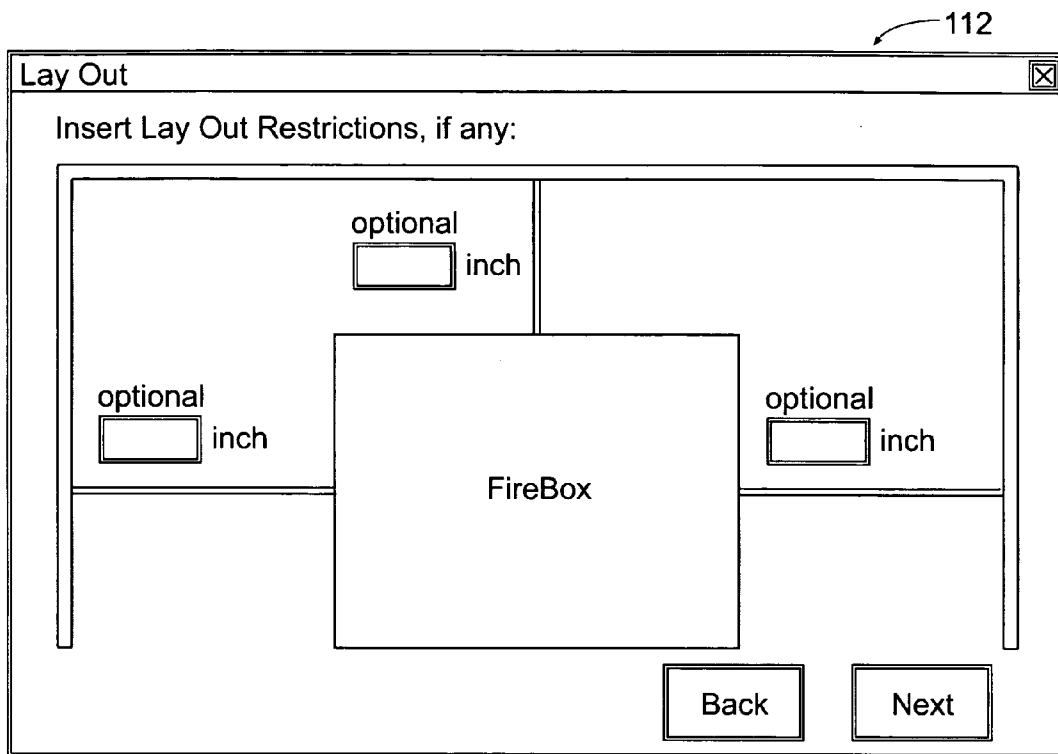 112
Lay Out
Insert Lay Out Restrictions, if any:
optional
inch
optional
inch
optional
inch
FireBox
Back Next